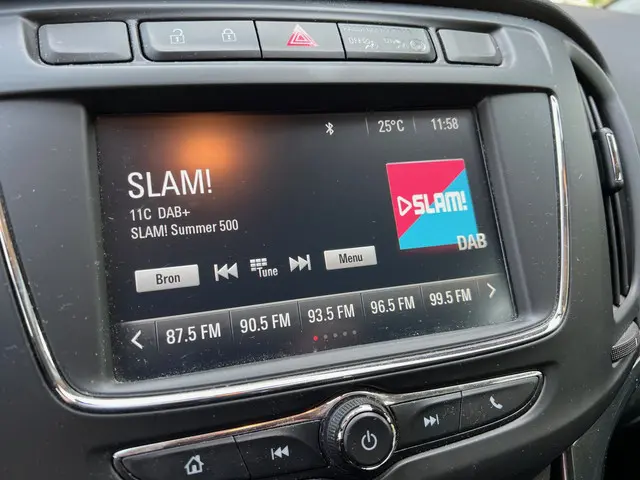 25°C 11:58
SLAM!
11C DAB+
SLAM! Summer 500
SLAM!
DAB
Bron Tune Menu
87.5 FM 90.5 FM 93.5 FM 96.5 FM 99.5 FM